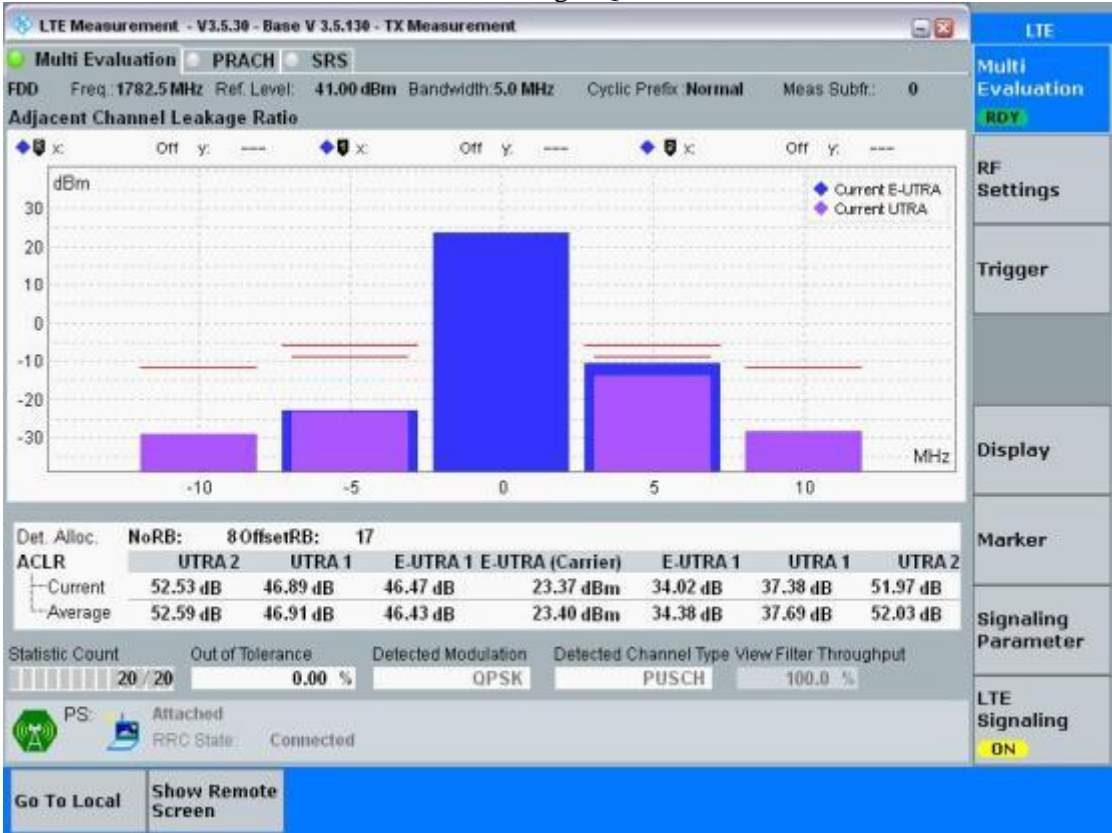 LTE Measurement - V3.5.30 - Base V 3.5.130 - TX Measurement
Multi Evaluation PRACH SRS
FDD Freq.: 1782.5 MHz Ref. Level: 41.00 dBm Bandwidth: 5.0 MHz Cyclic Prefix: Normal Meas Subfr.: 0
Adjacent Channel Leakage Ratio
x: Off y: --- x: Off y: --- x: Off y: ---
dBm
Current E-UTRA
Current UTRA
30
20
10
0
-10
-20
-30
MHz
-10 -5 0 5 10
Det. Alloc. NoRB: 8 OffsetRB: 17
ACLR UTRA 2 UTRA 1 E-UTRA 1 E-UTRA (Carrier) E-UTRA 1 UTRA 1 UTRA 2
Current 52.53 dB 46.89 dB 46.47 dB 23.37 dBm 34.02 dB 37.38 dB 51.97 dB
Average 52.59 dB 46.91 dB 46.43 dB 23.40 dBm 34.38 dB 37.69 dB 52.03 dB
Statistic Count Out of Tolerance Detected Modulation Detected Channel Type View Filter Throughput
20 / 20 0.00 % QPSK PUSCH 100.0 %
PS: Attached
RRC State: Connected
Go To Local
Show Remote
Screen
LTE
Multi
Evaluation
RDY
RF
Settings
Trigger
Display
Marker
Signaling
Parameter
LTE
Signaling
ON